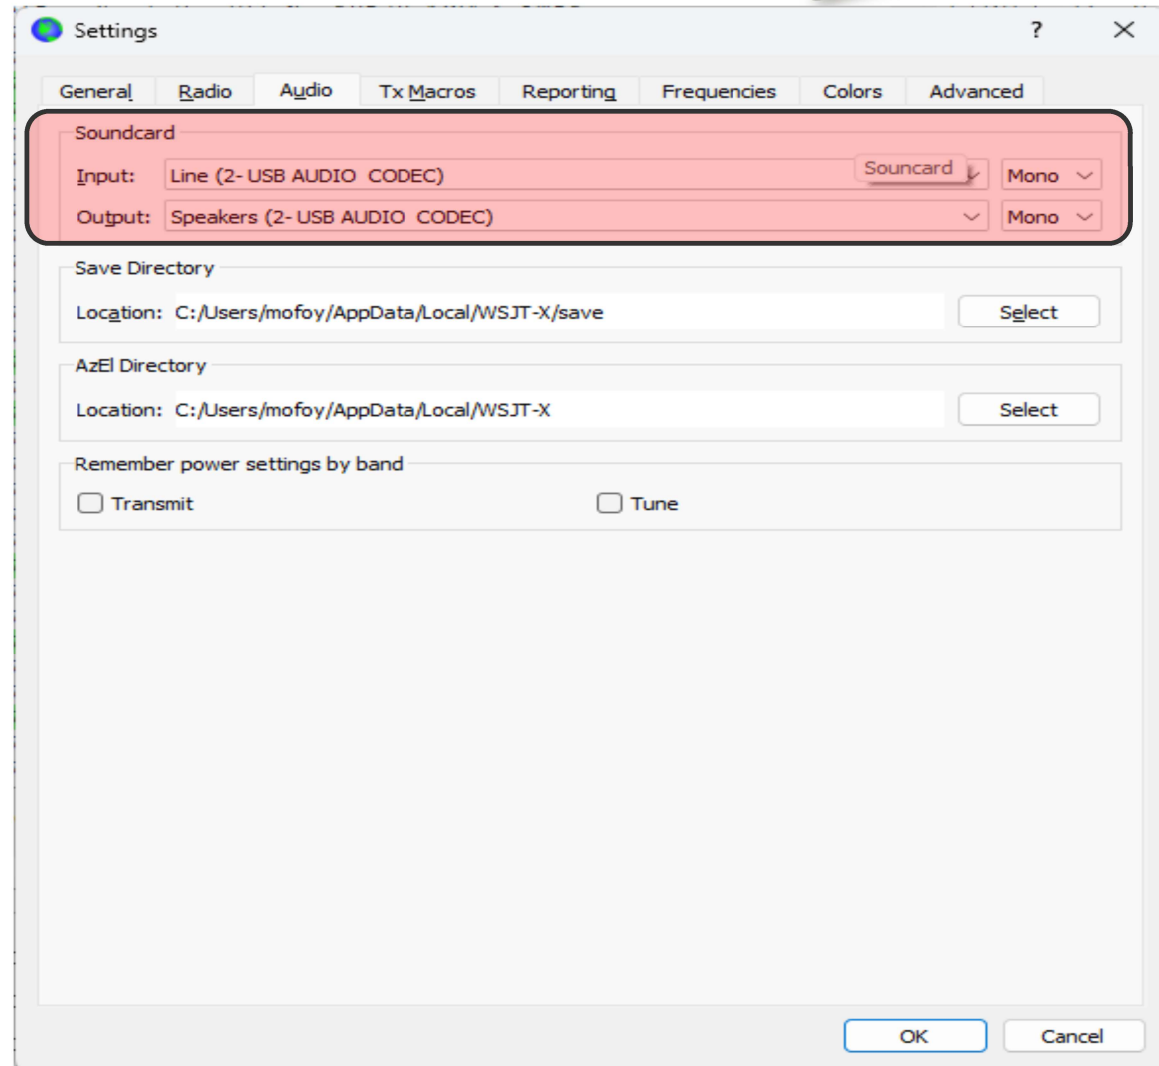 Settings ?
General Radio Audio Tx Macros Reporting Frequencies Colors Advanced
Soundcard
Input: Line (2- USB AUDIO  CODEC) Souncard Mono
Output: Speakers (2- USB AUDIO  CODEC) Mono
Save Directory
Location: C:/Users/mofoy/AppData/Local/WSJT-X/save Select
AzEl Directory
Location: C:/Users/mofoy/AppData/Local/WSJT-X Select
Remember power settings by band
Transmit Tune
OK Cancel